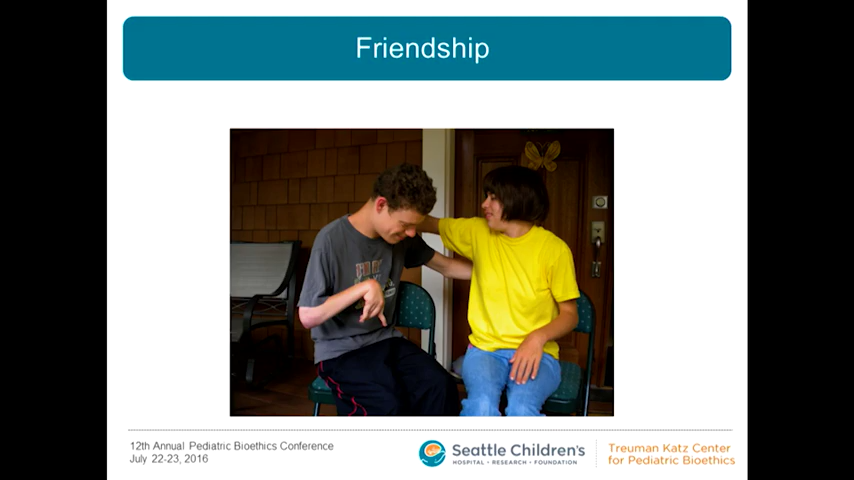 Friendship
12th Annual Pediatric Bioethics Conference
July 22-23, 2016
Seattle Children's
HOSPITAL • RESEARCH • FOUNDATION
Treuman Katz Center
for Pediatric Bioethics